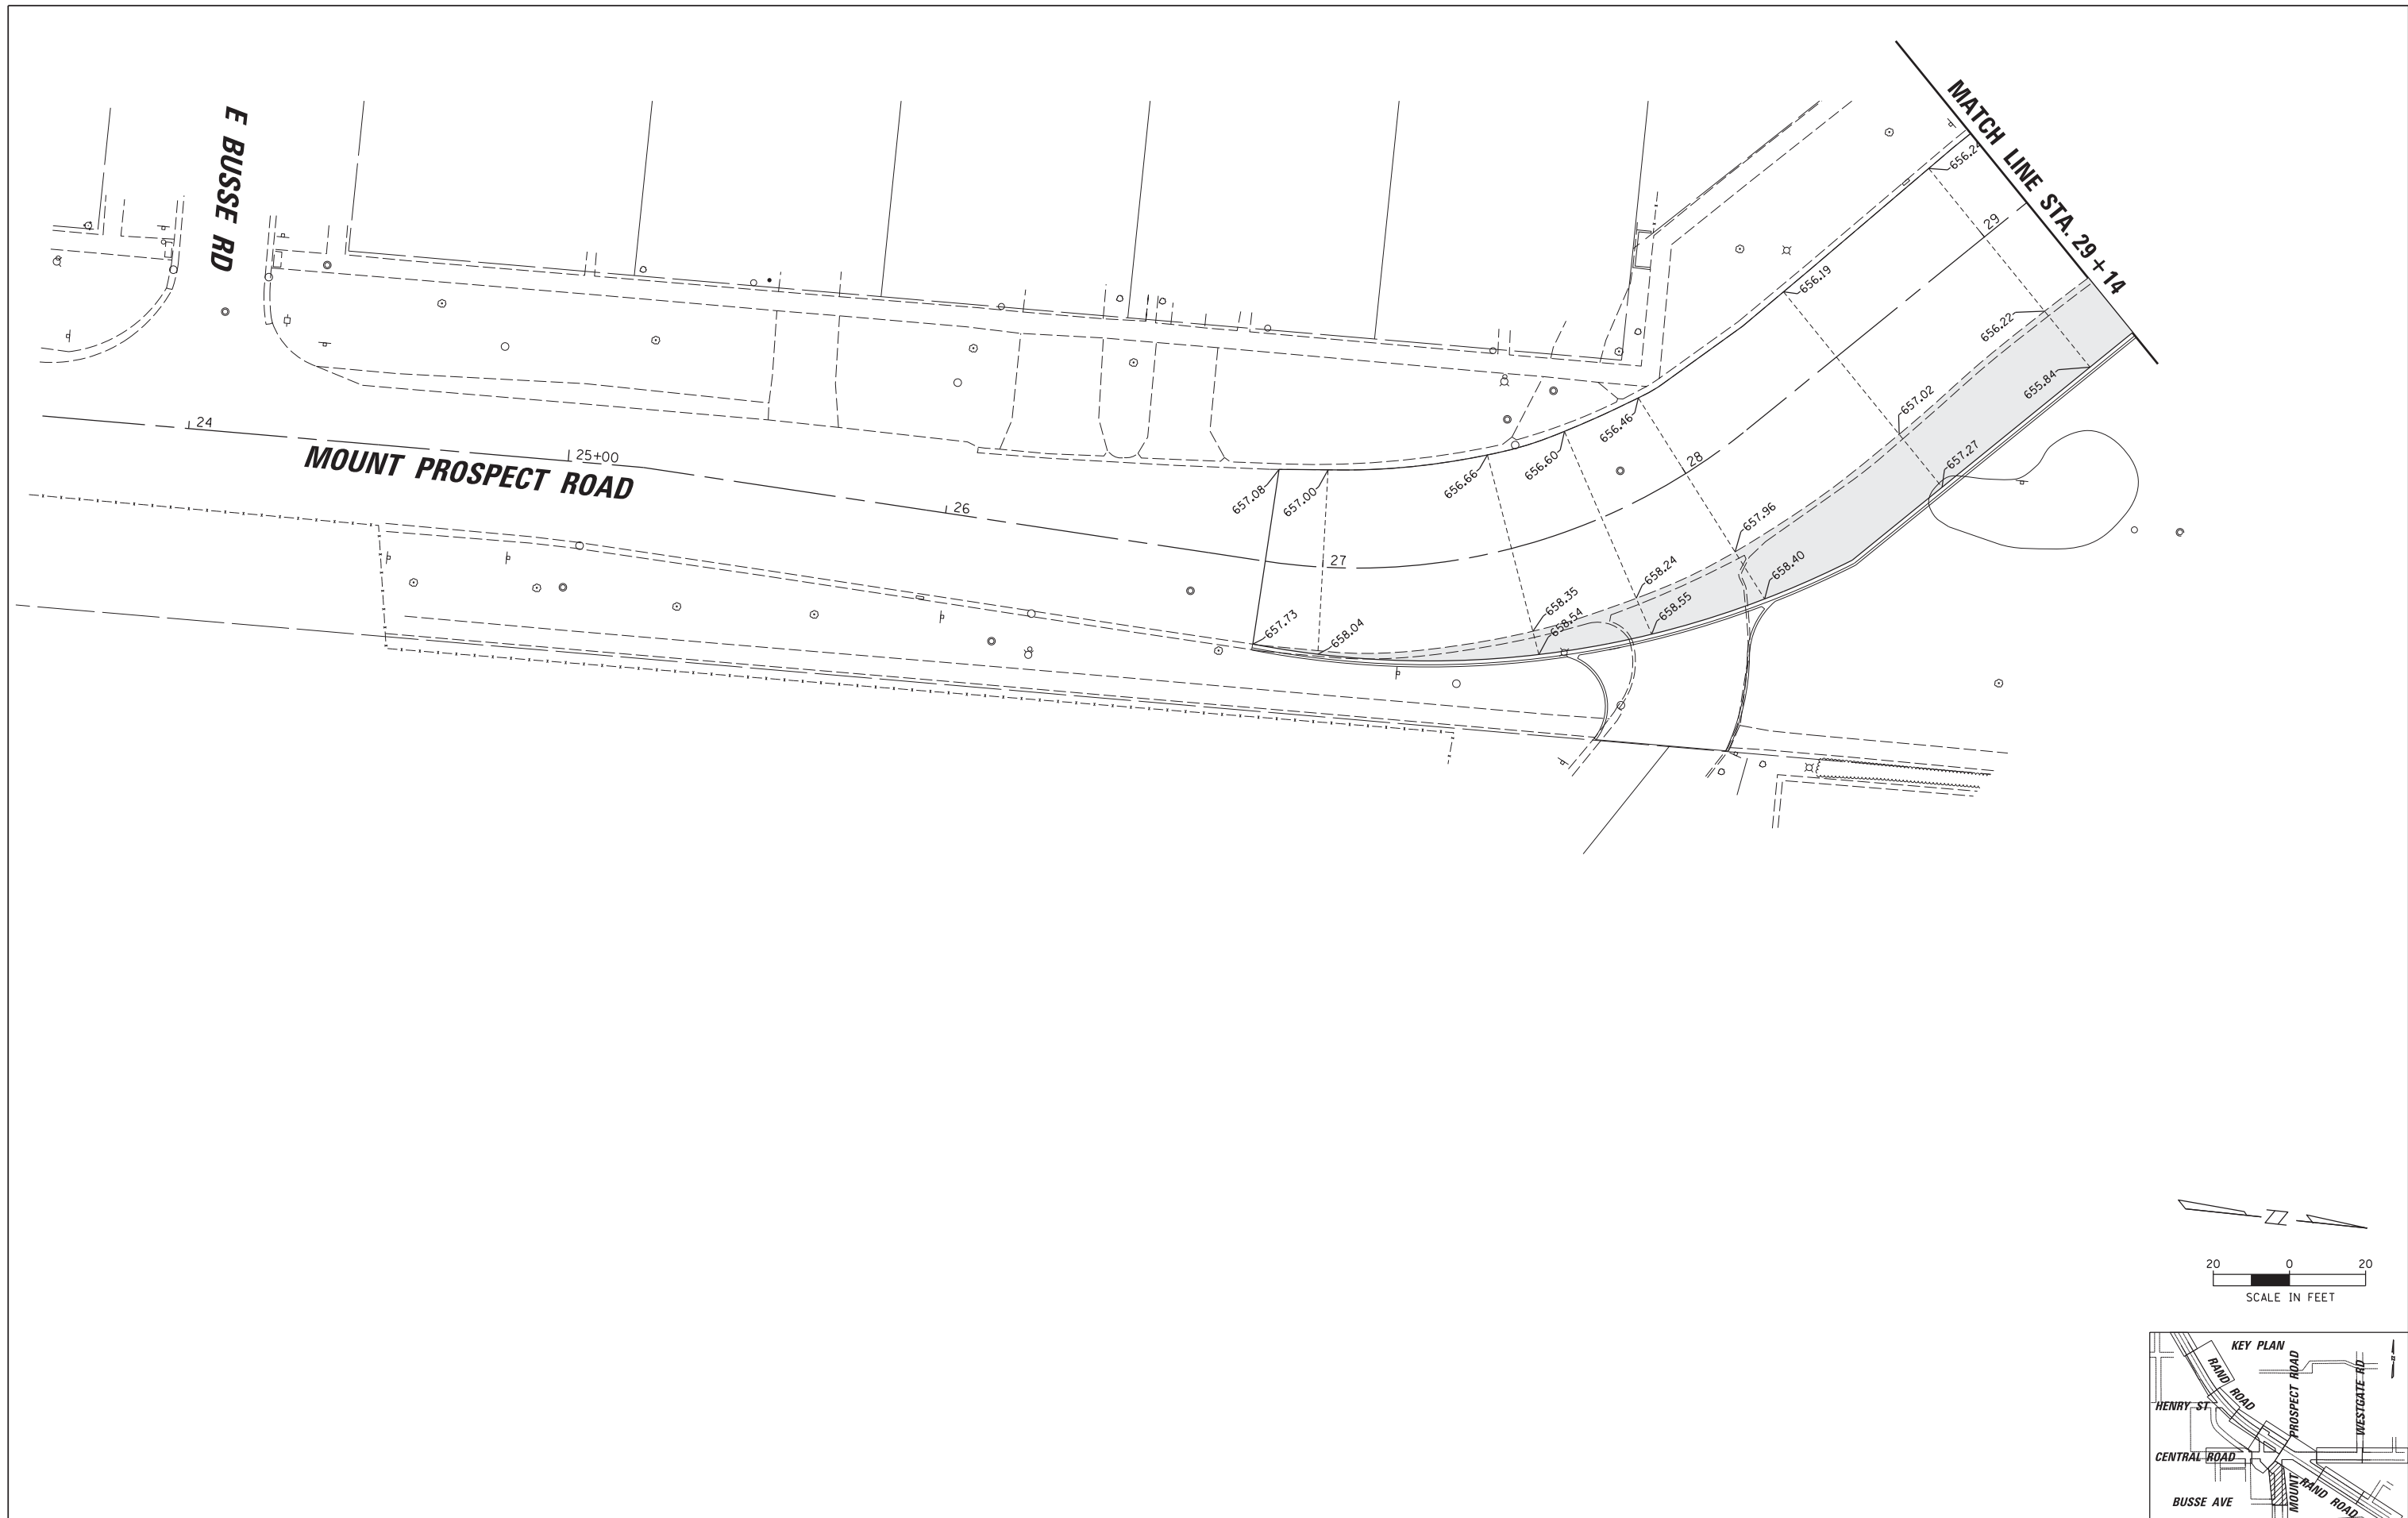 E BUSSE RD
MATCH LINE STA. 29+14
656.24
29
656.19
656.22
655.84
657.02
657.27
24
25+00
MOUNT PROSPECT ROAD
26
27
28
656.46
656.60
656.66
657.00
657.08
657.96
658.40
658.24
658.55
658.35
658.54
657.73
658.04
20 0 20
SCALE IN FEET
KEY PLAN
RAND ROAD
PROSPECT ROAD
WESTGATE RD
HENRY ST
CENTRAL ROAD
MOUNT
RAND ROAD
BUSSE AVE